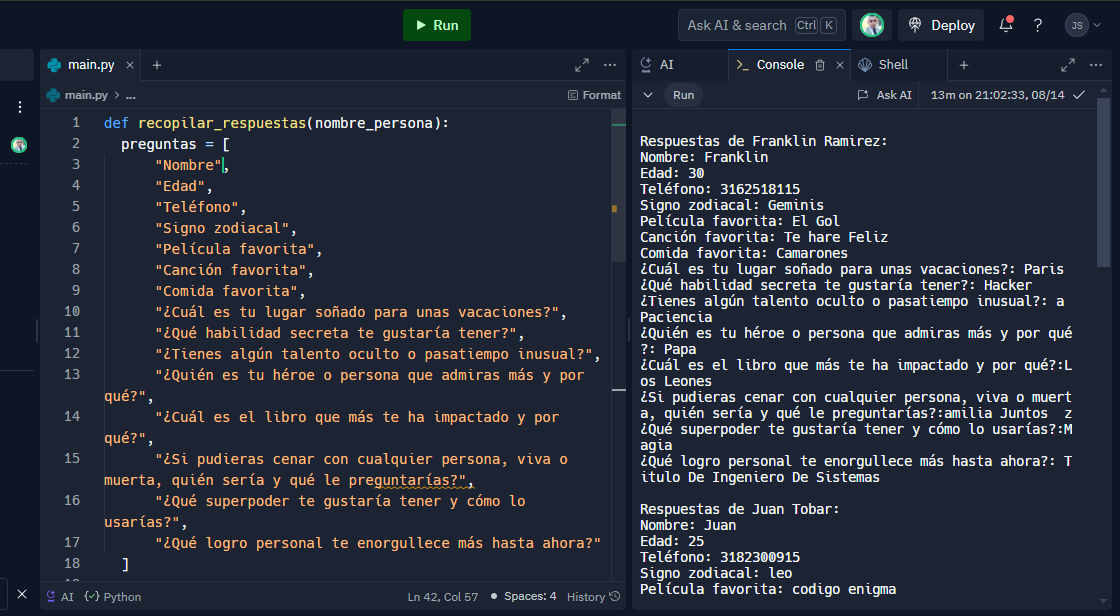 Run
Ask AI & search Ctrl K
Deploy
?
JS
main.py × +
main.py > ...
Format
1 def recopilar_respuestas(nombre_persona):
2 preguntas = [
3 "Nombre",
4 "Edad",
5 "Teléfono",
6 "Signo zodiacal",
7 "Película favorita",
8 "Canción favorita",
9 "Comida favorita",
10 "¿Cuál es tu lugar soñado para unas vacaciones?",
11 "¿Qué habilidad secreta te gustaría tener?",
12 "¿Tienes algún talento oculto o pasatiempo inusual?",
13 "¿Quién es tu héroe o persona que admiras más y por
qué?",
14 "¿Cuál es el libro que más te ha impactado y por
qué?",
15 "¿Si pudieras cenar con cualquier persona, viva o
muerta, quién sería y qué le preguntarías?",
16 "¿Qué superpoder te gustaría tener y cómo lo
usarías?",
17 "¿Qué logro personal te enorgullece más hasta ahora?"
18 ]
AI {} Python
Ln 42, Col 57 • Spaces: 4 History
AI
>_ Console ×
Shell
+
Run
Ask AI 13m on 21:02:33, 08/14
Respuestas de Franklin Ramirez:
Nombre: Franklin
Edad: 30
Teléfono: 3162518115
Signo zodiacal: Geminis
Película favorita: El Gol
Canción favorita: Te hare Feliz
Comida favorita: Camarones
¿Cuál es tu lugar soñado para unas vacaciones?: Paris
¿Qué habilidad secreta te gustaría tener?: Hacker
¿Tienes algún talento oculto o pasatiempo inusual?: a
Paciencia
¿Quién es tu héroe o persona que admiras más y por qué
?: Papa
¿Cuál es el libro que más te ha impactado y por qué?:L
os Leones
¿Si pudieras cenar con cualquier persona, viva o muert
a, quién sería y qué le preguntarías?:amilia Juntos z
¿Qué superpoder te gustaría tener y cómo lo usarías?:M
agia
¿Qué logro personal te enorgullece más hasta ahora?: T
itulo De Ingeniero De Sistemas
Respuestas de Juan Tobar:
Nombre: Juan
Edad: 25
Teléfono: 3182300915
Signo zodiacal: leo
Película favorita: codigo enigma